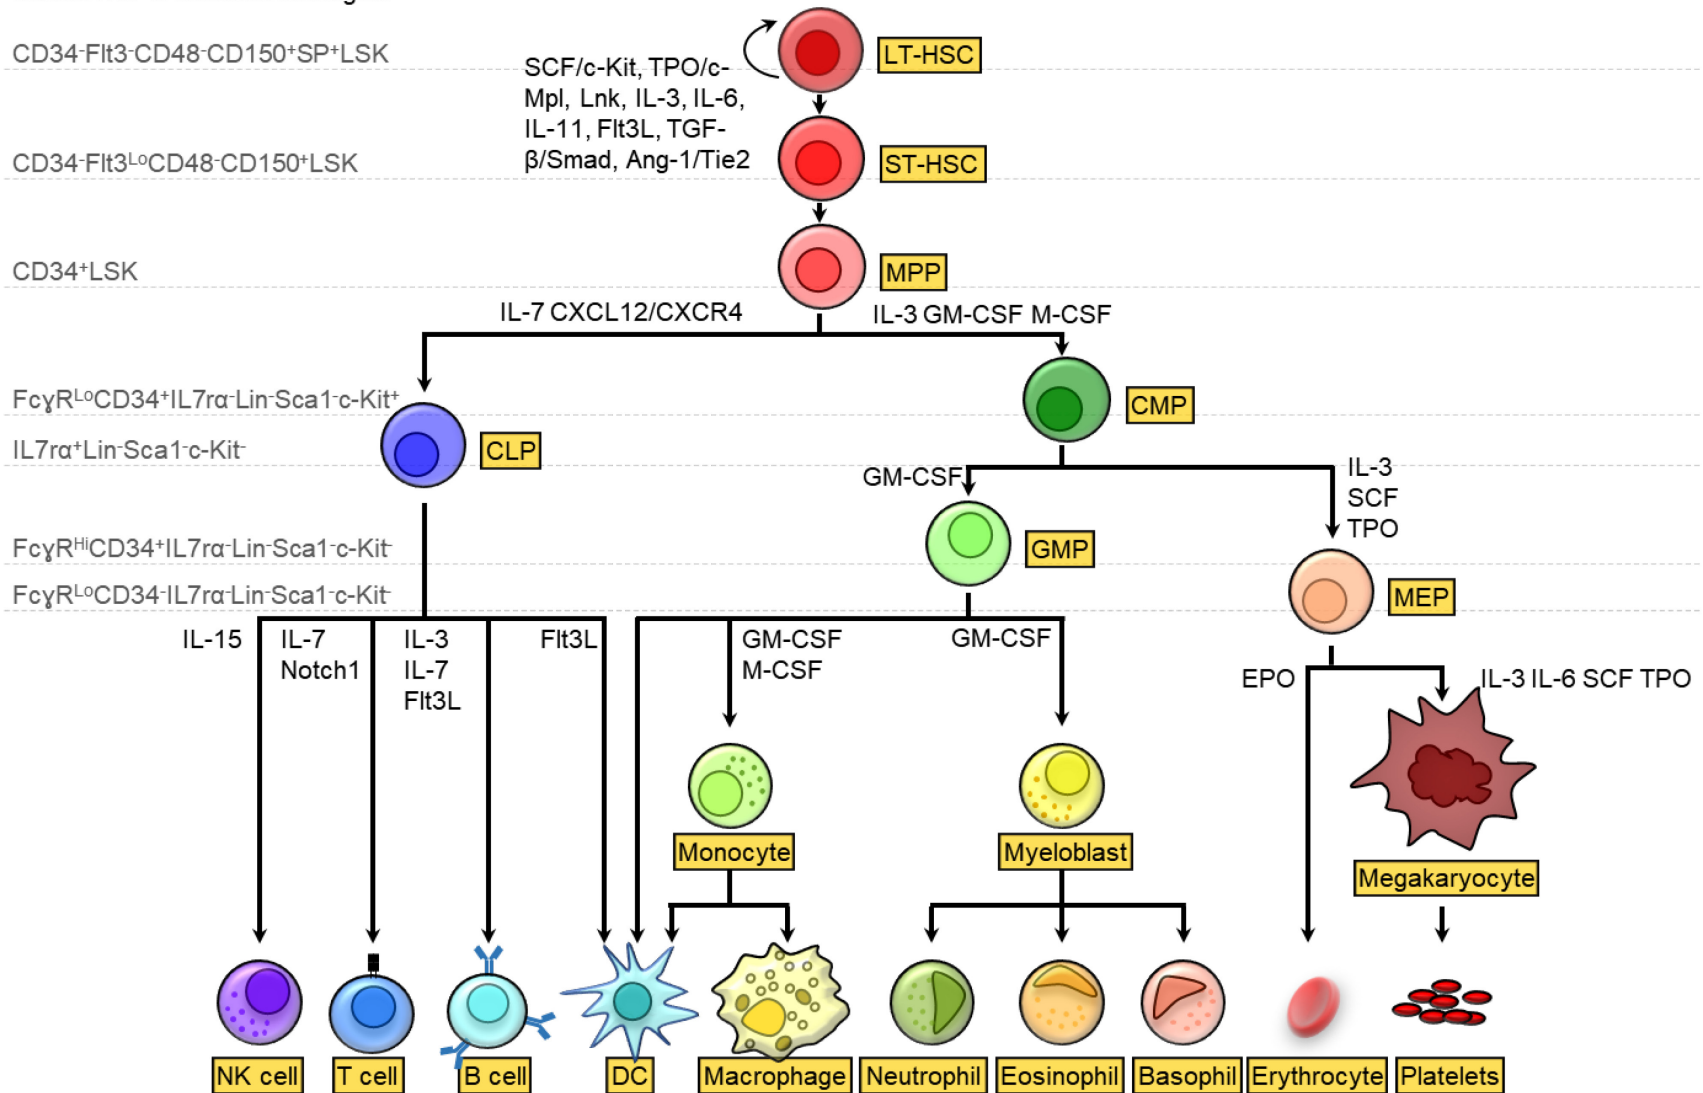 CD34-Flt3-CD48-CD150+SP+LSK
LT-HSC
SCF/c-Kit, TPO/c-
Mpl, Lnk, IL-3, IL-6,
IL-11, Flt3L, TGF-
β/Smad, Ang-1/Tie2
CD34-Flt3LoCD48-CD150+LSK
ST-HSC
CD34+LSK
MPP
IL-7 CXCL12/CXCR4
IL-3 GM-CSF M-CSF
FcɣRLoCD34+IL7rα-Lin-Sca1-c-Kit+
CMP
IL7rα+Lin-Sca1-c-Kit-
CLP
GM-CSF
IL-3
SCF
TPO
FcɣRHiCD34+IL7rα-Lin-Sca1-c-Kit-
GMP
FcɣRLoCD34-IL7rα-Lin-Sca1-c-Kit-
MEP
IL-15
IL-7
Notch1
IL-3
IL-7
Flt3L
Flt3L
GM-CSF
M-CSF
GM-CSF
EPO
IL-3 IL-6 SCF TPO
Monocyte
Myeloblast
Megakaryocyte
NK cell
T cell
B cell
DC
Macrophage
Neutrophil
Eosinophil
Basophil
Erythrocyte
Platelets